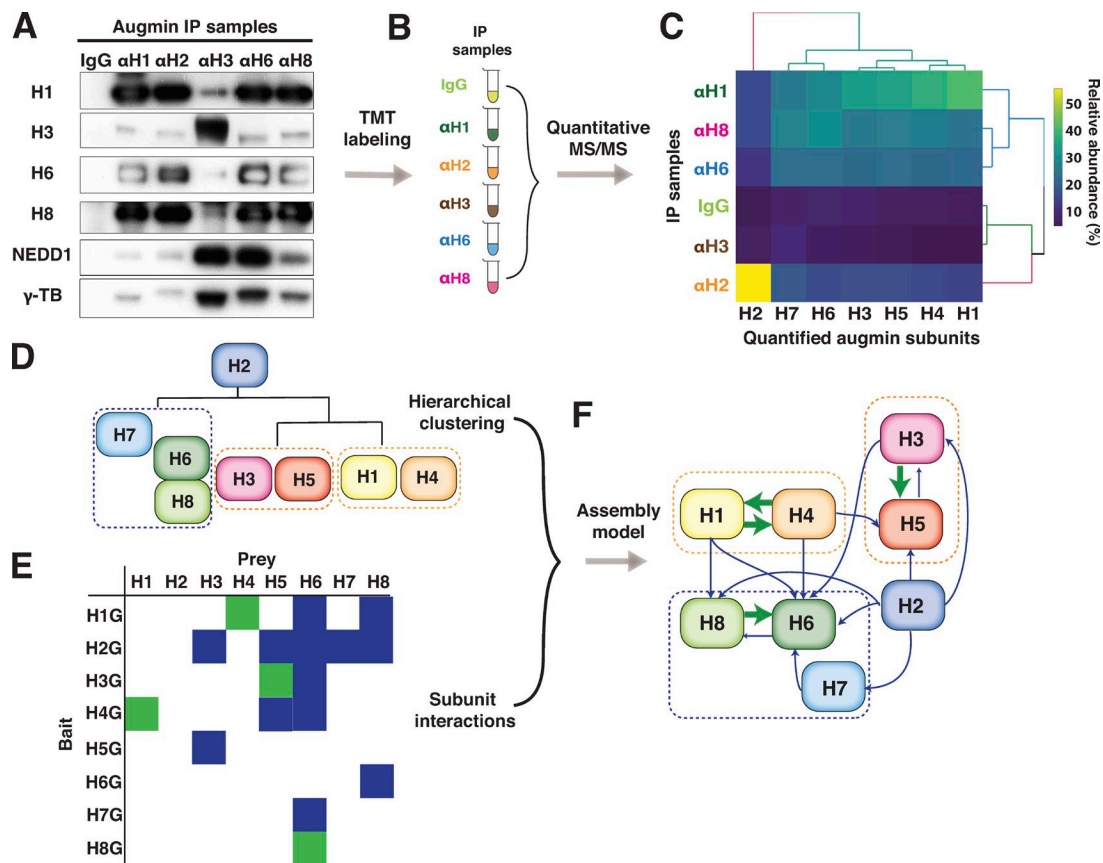 A
Augmin IP samples
IgG αH1 αH2 αH3 αH6 αH8
H1
H3
H6
H8
NEDD1
γ-TB
TMT
labeling
B
IP
samples
IgG
αH1
αH2
αH3
αH6
αH8
Quantitative
MS/MS
C
IP samples
αH1
αH8
αH6
IgG
αH3
αH2
H2 H7 H6 H3 H5 H4 H1
Quantified augmin subunits
50
40
30
20
10
Relative
abundance (%)
D
H2
H7
H6
H8
H3
H5
H1
H4
Hierarchical
clustering
E
Prey
H1 H2 H3 H4 H5 H6 H7 H8
Bait
H1G
H2G
H3G
H4G
H5G
H6G
H7G
H8G
Subunit
interactions
Assembly
model
F
H3
H1
H4
H5
H2
H8
H6
H7